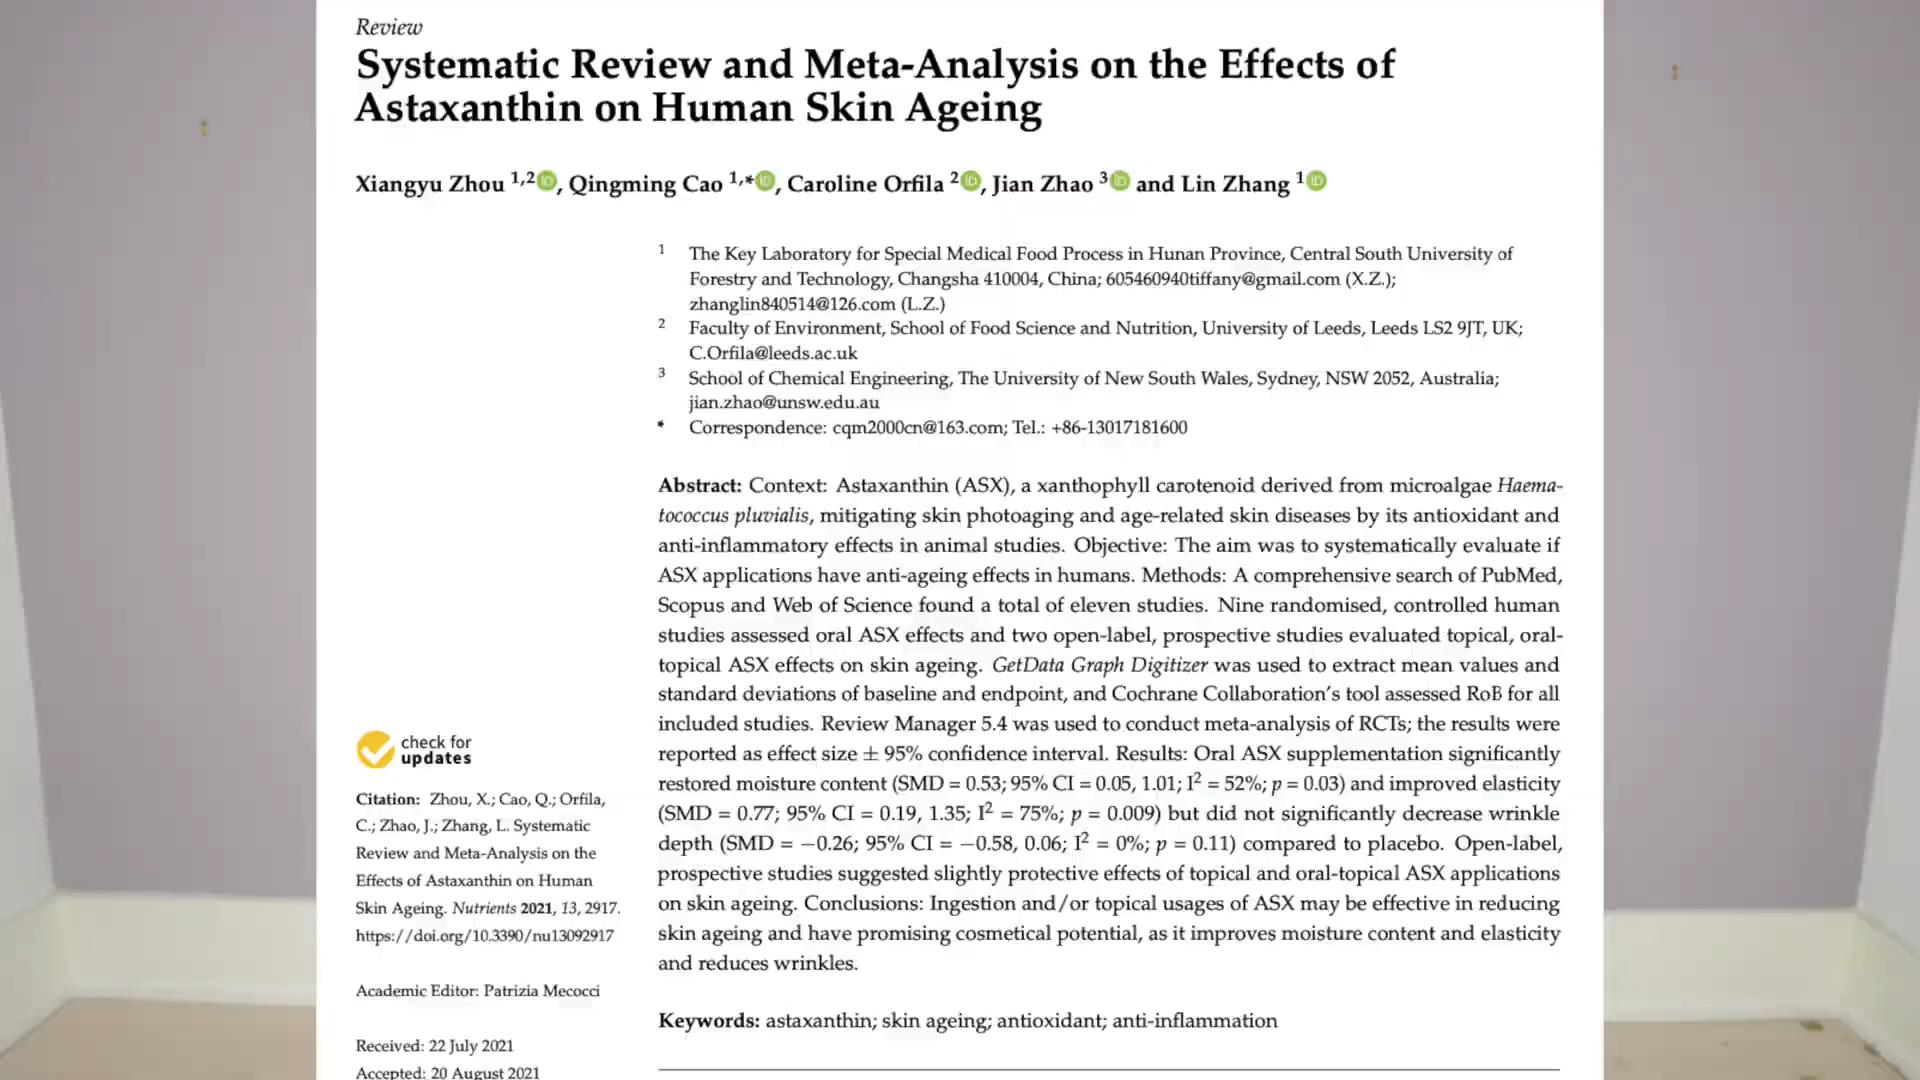 Review
Systematic Review and Meta-Analysis on the Effects of
Astaxanthin on Human Skin Ageing
Xiangyu Zhou 1,2 iD, Qingming Cao 1,* iD, Caroline Orfila 2 iD, Jian Zhao 3 iD and Lin Zhang 1 iD
1 The Key Laboratory for Special Medical Food Process in Hunan Province, Central South University of
Forestry and Technology, Changsha 410004, China; 605460940tiffany@gmail.com (X.Z.);
zhanglin840514@126.com (L.Z.)
2 Faculty of Environment, School of Food Science and Nutrition, University of Leeds, Leeds LS2 9JT, UK;
C.Orfila@leeds.ac.uk
3 School of Chemical Engineering, The University of New South Wales, Sydney, NSW 2052, Australia;
jian.zhao@unsw.edu.au
* Correspondence: cqm2000cn@163.com; Tel.: +86-13017181600
Abstract: Context: Astaxanthin (ASX), a xanthophyll carotenoid derived from microalgae Haema-
tococcus pluvialis, mitigating skin photoaging and age-related skin diseases by its antioxidant and
anti-inflammatory effects in animal studies. Objective: The aim was to systematically evaluate if
ASX applications have anti-ageing effects in humans. Methods: A comprehensive search of PubMed,
Scopus and Web of Science found a total of eleven studies. Nine randomised, controlled human
studies assessed oral ASX effects and two open-label, prospective studies evaluated topical, oral-
topical ASX effects on skin ageing. GetData Graph Digitizer was used to extract mean values and
standard deviations of baseline and endpoint, and Cochrane Collaboration's tool assessed RoB for all
included studies. Review Manager 5.4 was used to conduct meta-analysis of RCTs; the results were
reported as effect size ± 95% confidence interval. Results: Oral ASX supplementation significantly
restored moisture content (SMD = 0.53; 95% CI = 0.05, 1.01; I² = 52%; p = 0.03) and improved elasticity
(SMD = 0.77; 95% CI = 0.19, 1.35; I² = 75%; p = 0.009) but did not significantly decrease wrinkle
depth (SMD = −0.26; 95% CI = −0.58, 0.06; I² = 0%; p = 0.11) compared to placebo. Open-label,
prospective studies suggested slightly protective effects of topical and oral-topical ASX applications
on skin ageing. Conclusions: Ingestion and/or topical usages of ASX may be effective in reducing
skin ageing and have promising cosmetical potential, as it improves moisture content and elasticity
and reduces wrinkles.
Keywords: astaxanthin; skin ageing; antioxidant; anti-inflammation
check for
updates
Citation: Zhou, X.; Cao, Q.; Orfila,
C.; Zhao, J.; Zhang, L. Systematic
Review and Meta-Analysis on the
Effects of Astaxanthin on Human
Skin Ageing. Nutrients 2021, 13, 2917.
https://doi.org/10.3390/nu13092917
Academic Editor: Patrizia Mecocci
Received: 22 July 2021
Accepted: 20 August 2021